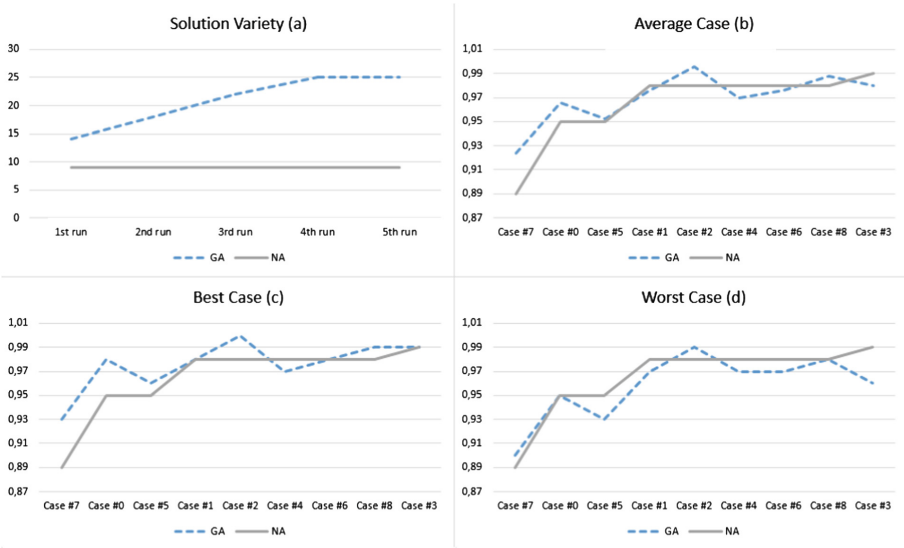 Solution Variety (a)
30
25
20
15
10
5
0
1st run 2nd run 3rd run 4th run 5th run
GA NA
Average Case (b)
1,01
0,99
0,97
0,95
0,93
0,91
0,89
0,87
Case #7 Case #0 Case #5 Case #1 Case #2 Case #4 Case #6 Case #8 Case #3
GA NA
Best Case (c)
1,01
0,99
0,97
0,95
0,93
0,91
0,89
0,87
Case #7 Case #0 Case #5 Case #1 Case #2 Case #4 Case #6 Case #8 Case #3
GA NA
Worst Case (d)
1,01
0,99
0,97
0,95
0,93
0,91
0,89
0,87
Case #7 Case #0 Case #5 Case #1 Case #2 Case #4 Case #6 Case #8 Case #3
GA NA